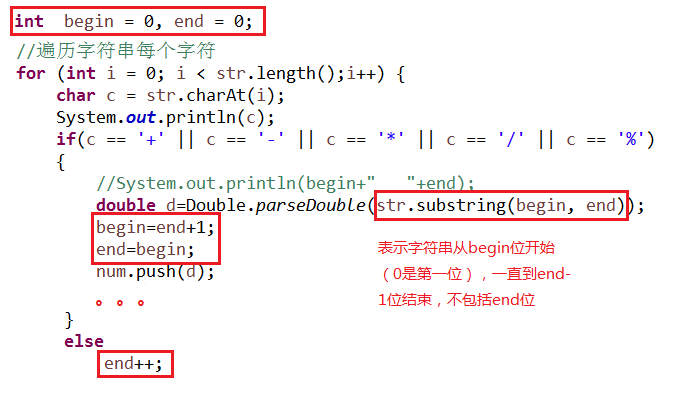 int  begin = 0, end = 0;
//遍历字符串每个字符
for (int i = 0; i < str.length();i++) {
    char c = str.charAt(i);
    System.out.println(c);
    if(c == '+' || c == '-' || c == '*' || c == '/' || c == '%')
    {
        //System.out.println(begin+"   "+end);
        double d=Double.parseDouble(str.substring(begin, end));
        begin=end+1;
        end=begin;
        num.push(d);
        。。。
    }
    else
        end++;
表示字符串从begin位开始
（0是第一位），一直到end-
1位结束，不包括end位